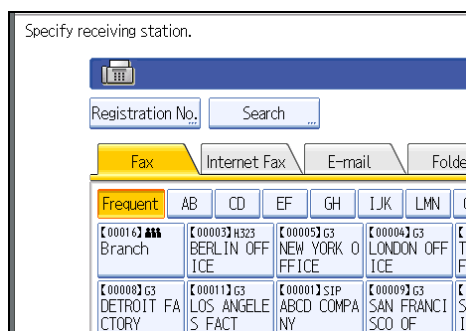 Specify receiving station.
Registration No. Search
Fax Internet Fax E-mail Folde
Frequent AB CD EF GH IJK LMN
【00016】 【00003】H323 【00005】G3 【00004】G3
Branch BERLIN OFF NEW YORK O LONDON OFF
ICE FFICE ICE
【00008】G3 【00011】G3 【00001】SIP 【00009】G3
DETROIT FA LOS ANGELE ABCD COMPA SAN FRANCI
CTORY S FACT NY SCO OF